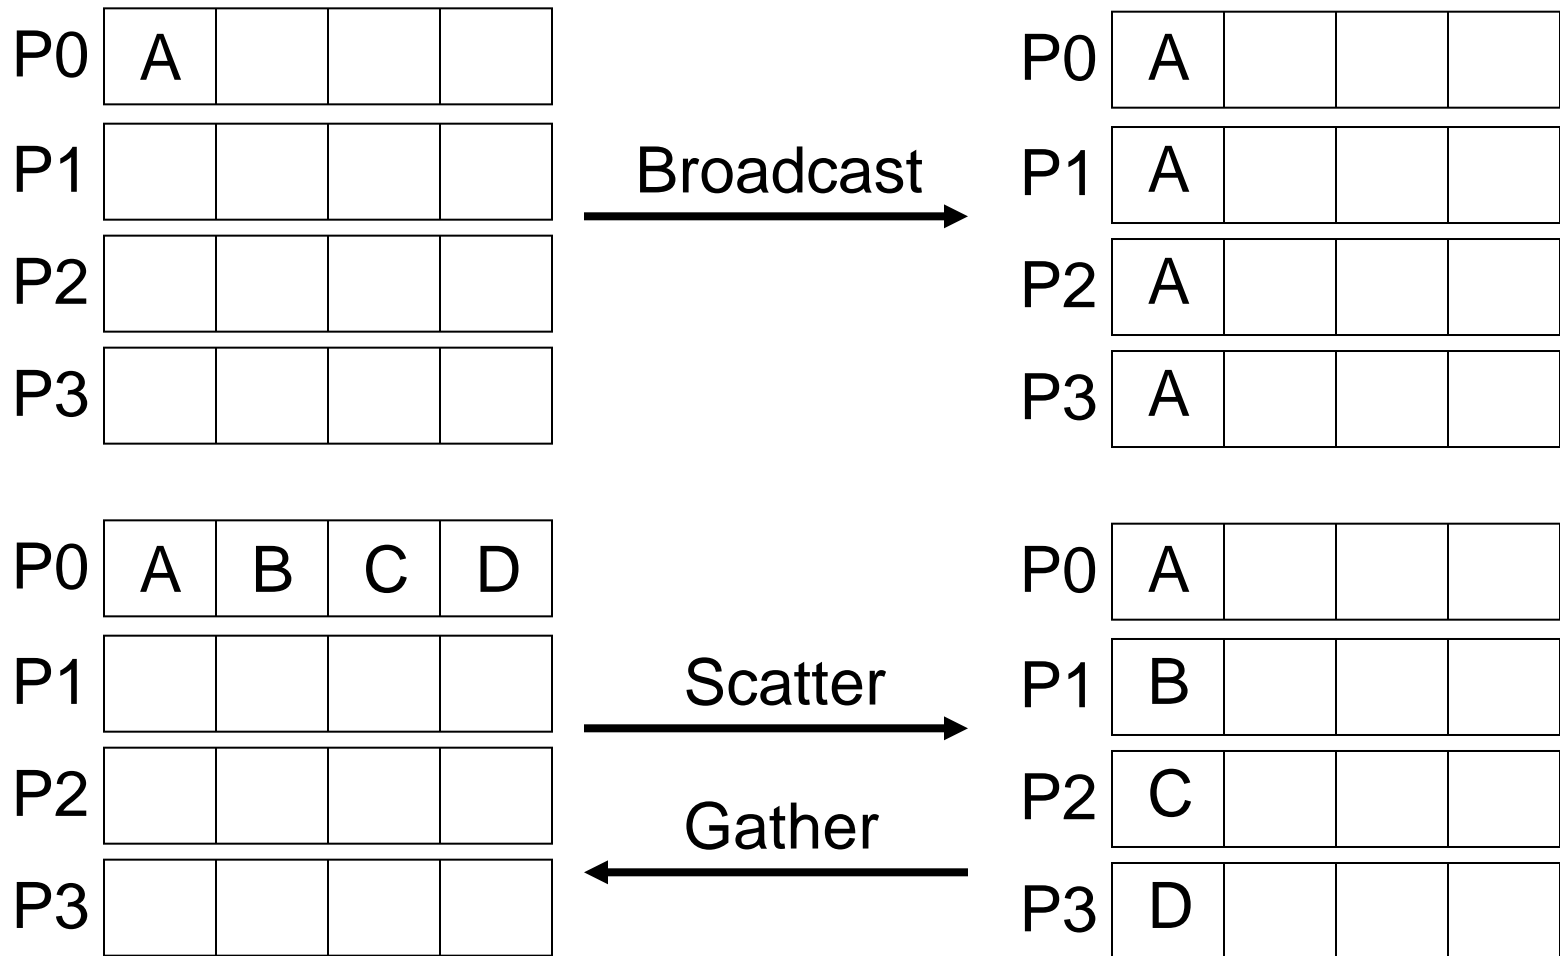 P0 A
P1
P2
P3
Broadcast
P0 A
P1 A
P2 A
P3 A
P0 A B C D
P1
P2
P3
Scatter
Gather
P0 A
P1 B
P2 C
P3 D